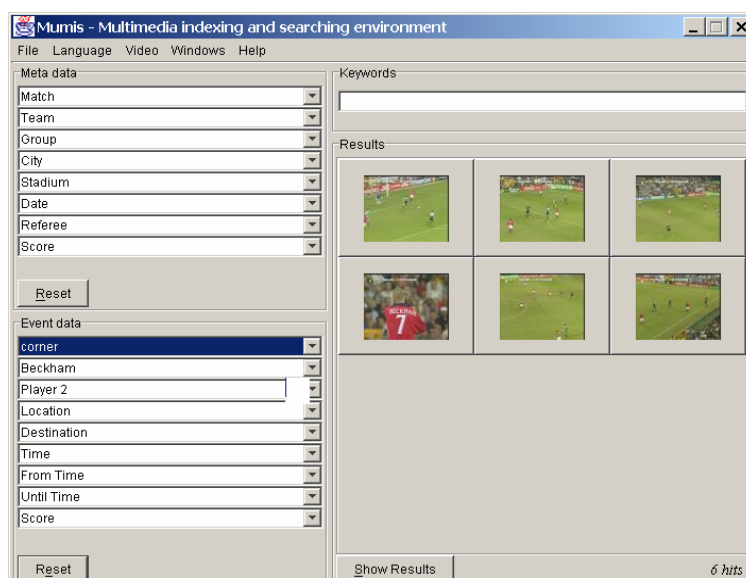 Mumis - Multimedia indexing and searching environment
File Language Video Windows Help
Meta data
Match
Team
Group
City
Stadium
Date
Referee
Score
Reset
Event data
corner
Beckham
Player 2
Location
Destination
Time
From Time
Until Time
Score
Reset
Keywords
Results
BECKHAM
7
Show Results
6 hits